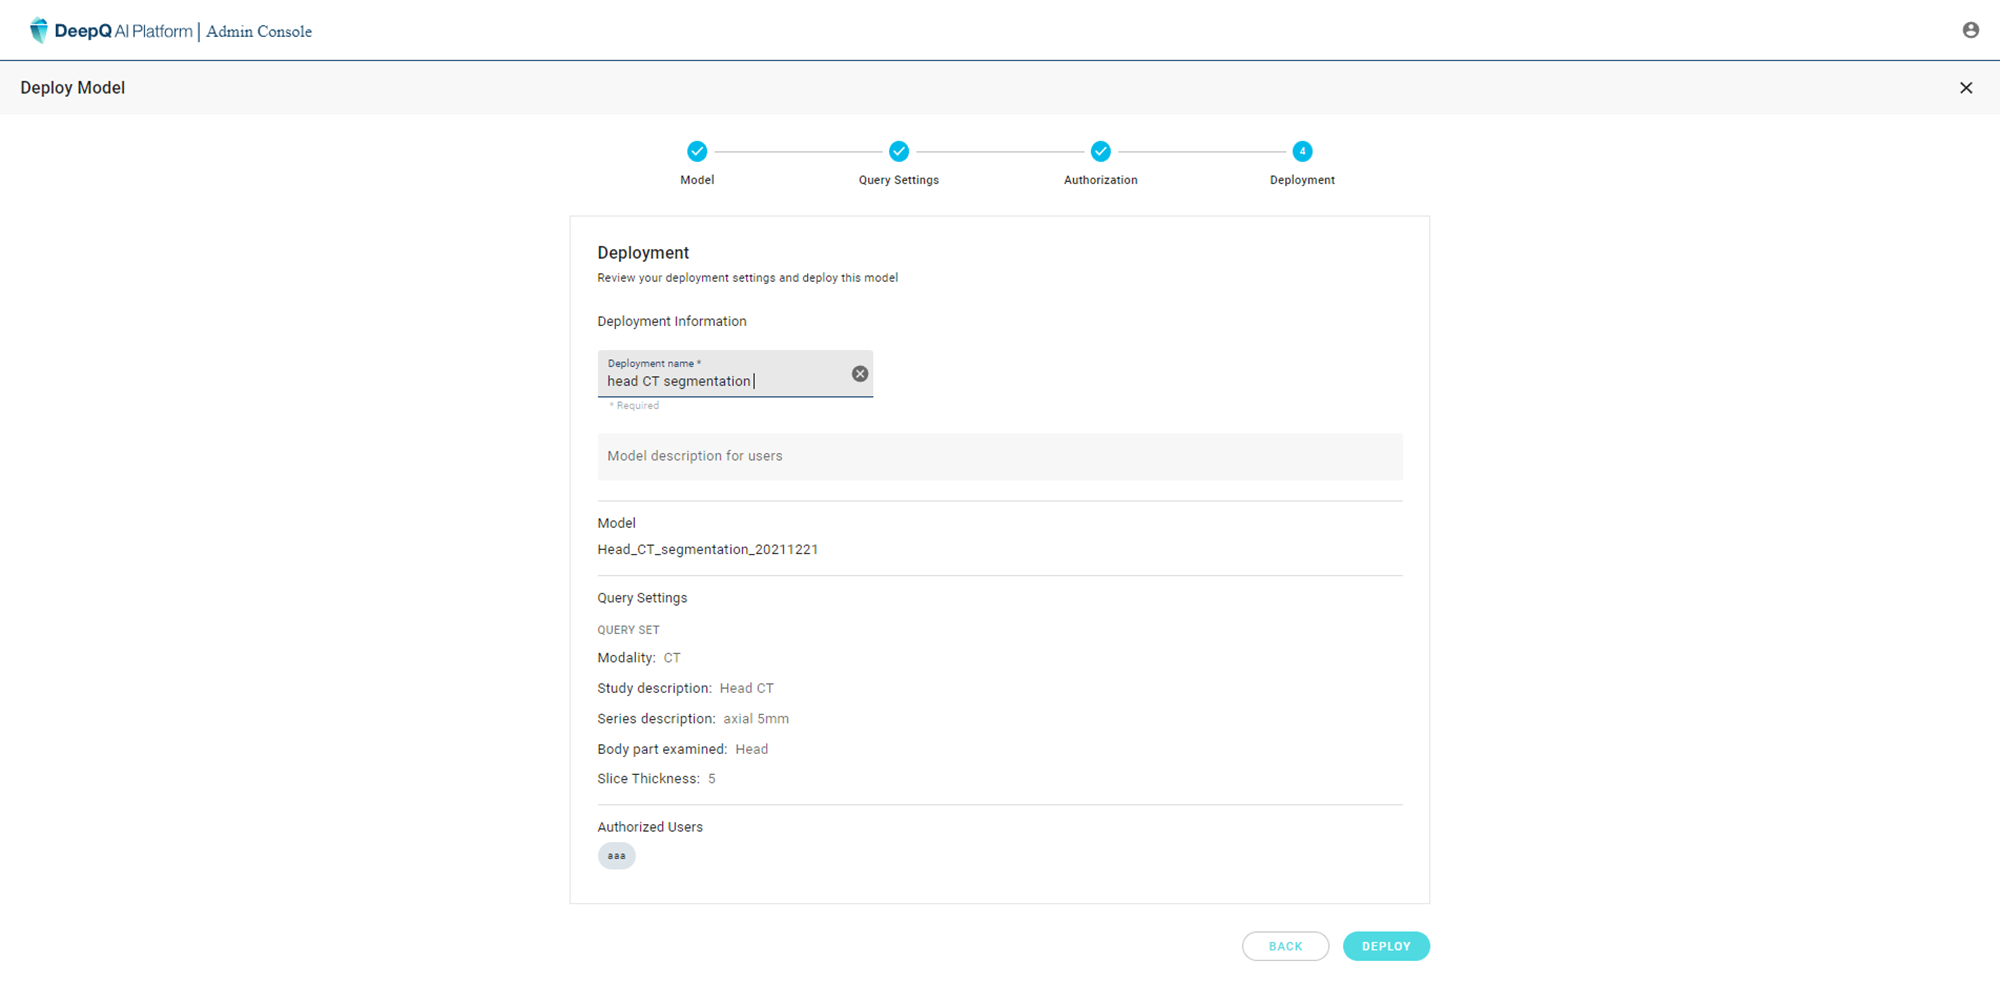 DeepQ AI Platform | Admin Console
Deploy Model
4
Model
Query Settings
Authorization
Deployment
Deployment
Review your deployment settings and deploy this model
Deployment Information
Deployment name *
head CT segmentation
* Required
Model description for users
Model
Head_CT_segmentation_20211221
Query Settings
QUERY SET
Modality: CT
Study description: Head CT
Series description: axial 5mm
Body part examined: Head
Slice Thickness: 5
Authorized Users
aaa
BACK
DEPLOY